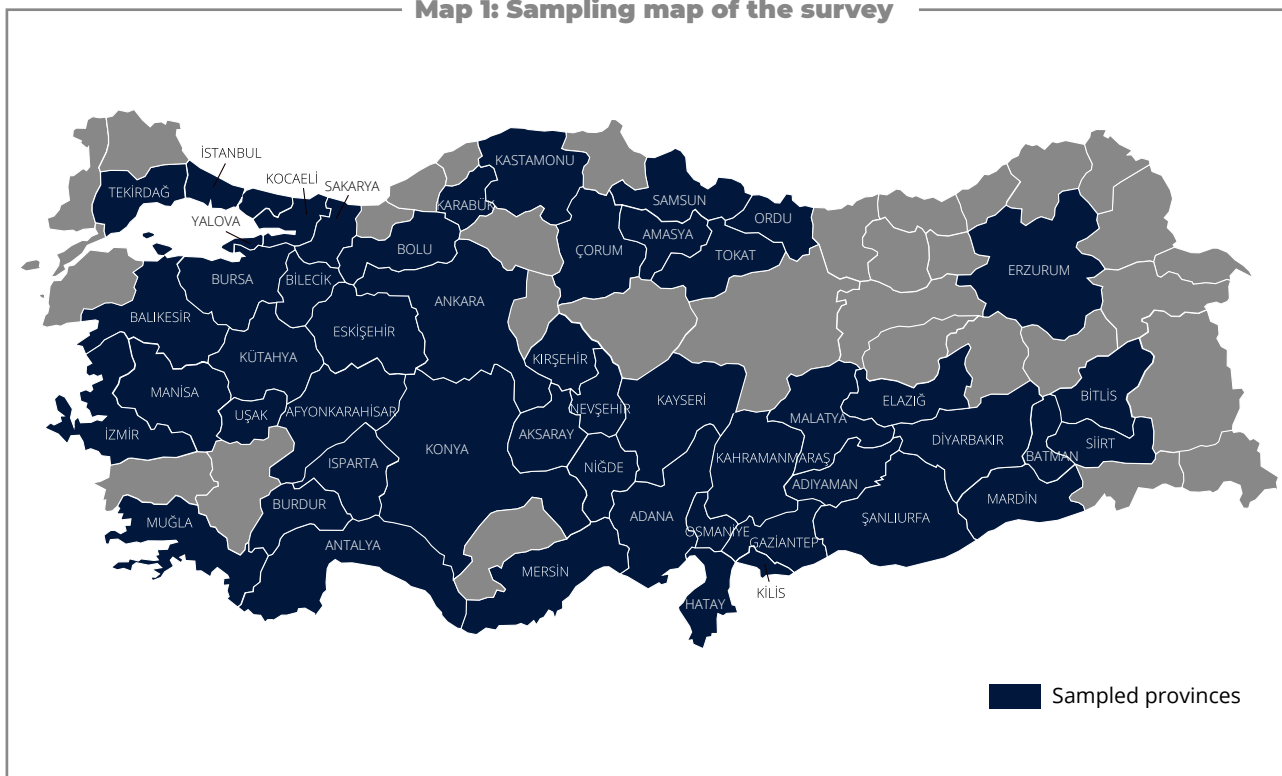 Map 1: Sampling map of the survey
İSTANBUL
KOCAELİ
SAKARYA
TEKİRDAĞ
YALOVA
KASTAMONU
KARABÜK
SAMSUN
ORDU
AMASYA
ÇORUM
TOKAT
BOLU
ERZURUM
BURSA
BİLECİK
ANKARA
BALIKESİR
ESKİŞEHİR
KÜTAHYA
KIRŞEHİR
MANİSA
UŞAK
AFYONKARAHİSAR
NEVŞEHİR
KAYSERİ
MALATYA
ELAZIĞ
BİTLİS
İZMİR
KONYA
AKSARAY
DİYARBAKIR
SİİRT
BATMAN
ISPARTA
NİĞDE
KAHRAMANMARAŞ
ADIYAMAN
MARDİN
BURDUR
MUĞLA
ADANA
ŞANLIURFA
OSMANİYE
GAZİANTEP
ANTALYA
MERSİN
KİLİS
HATAY
Sampled provinces